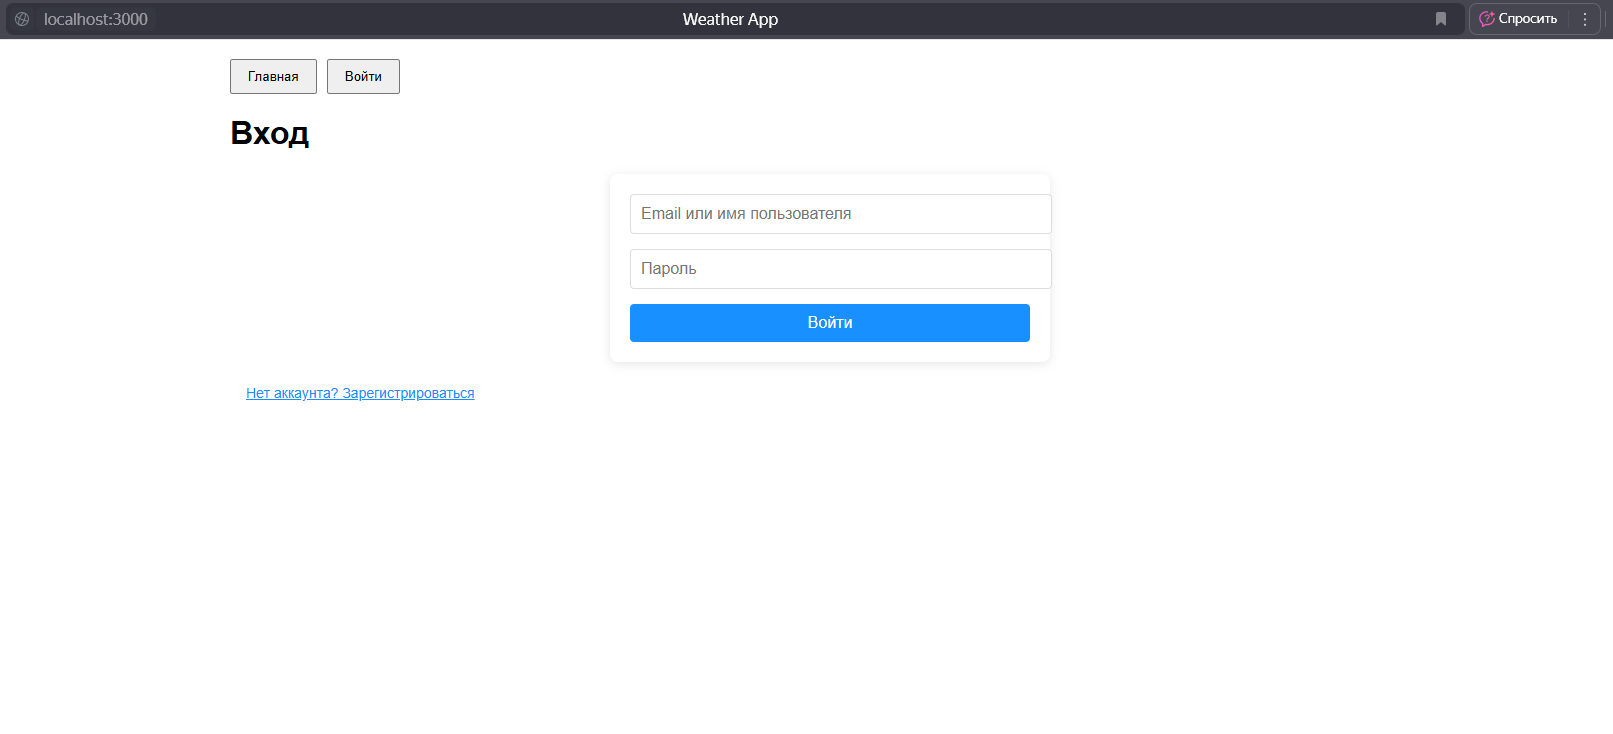 localhost:3000
Weather App
Спросить
Главная
Войти
Вход
Email или имя пользователя
Пароль
Войти
Нет аккаунта? Зарегистрироваться